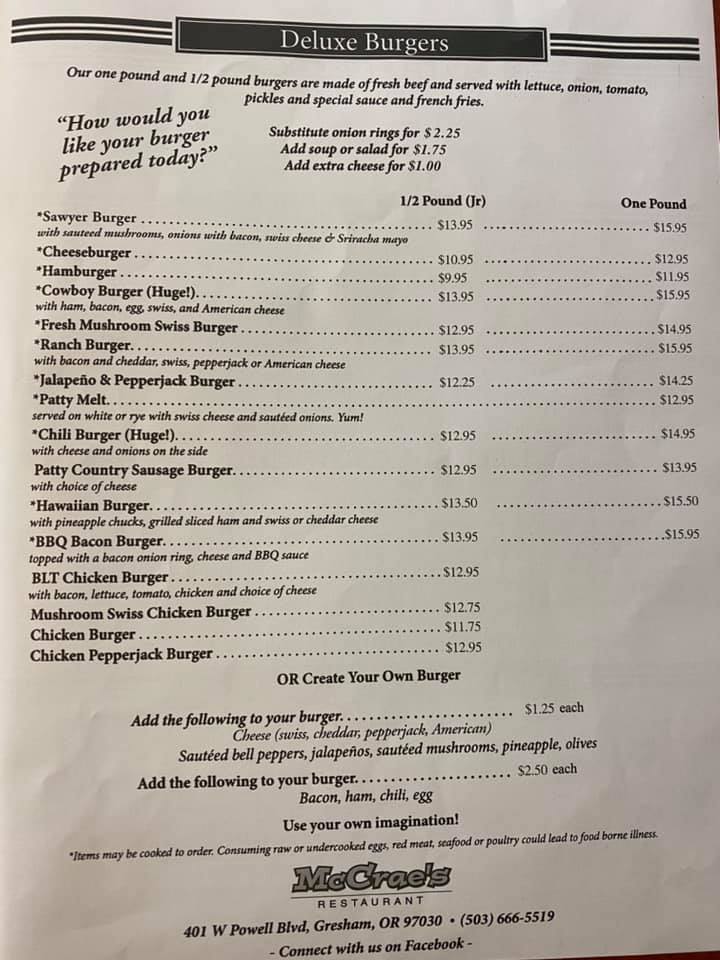 Deluxe Burgers
Our one pound and 1/2 pound burgers are made of fresh beef and served with lettuce, onion, tomato,
pickles and special sauce and french fries.
"How would you
like your burger
prepared today?"
Substitute onion rings for $2.25
Add soup or salad for $1.75
Add extra cheese for $1.00
1/2 Pound (Jr) One Pound
*Sawyer Burger $13.95 $15.95
with sauteed mushrooms, onions with bacon, swiss cheese & Sriracha mayo
*Cheeseburger $10.95 $12.95
*Hamburger $9.95 $11.95
*Cowboy Burger (Huge!) $13.95 $15.95
with ham, bacon, egg, swiss, and American cheese
*Fresh Mushroom Swiss Burger $12.95 $14.95
*Ranch Burger $13.95 $15.95
with bacon and cheddar, swiss, pepperjack or American cheese
*Jalapeño & Pepperjack Burger $12.25 $14.25
*Patty Melt $12.95
served on white or rye with swiss cheese and sautéed onions. Yum!
*Chili Burger (Huge!) $12.95 $14.95
with cheese and onions on the side
Patty Country Sausage Burger $12.95 $13.95
with choice of cheese
*Hawaiian Burger $13.50 $15.50
with pineapple chucks, grilled sliced ham and swiss or cheddar cheese
*BBQ Bacon Burger $13.95 $15.95
topped with a bacon onion ring, cheese and BBQ sauce
BLT Chicken Burger $12.95
with bacon, lettuce, tomato, chicken and choice of cheese
Mushroom Swiss Chicken Burger $12.75
Chicken Burger $11.75
Chicken Pepperjack Burger $12.95
OR Create Your Own Burger
Add the following to your burger $1.25 each
Cheese (swiss, cheddar, pepperjack, American)
Sautéed bell peppers, jalapeños, sautéed mushrooms, pineapple, olives
Add the following to your burger $2.50 each
Bacon, ham, chili, egg
Use your own imagination!
*Items may be cooked to order. Consuming raw or undercooked eggs, red meat, seafood or poultry could lead to food borne illness.
McCrae's
RESTAURANT
401 W Powell Blvd, Gresham, OR 97030 • (503) 666-5519
- Connect with us on Facebook -